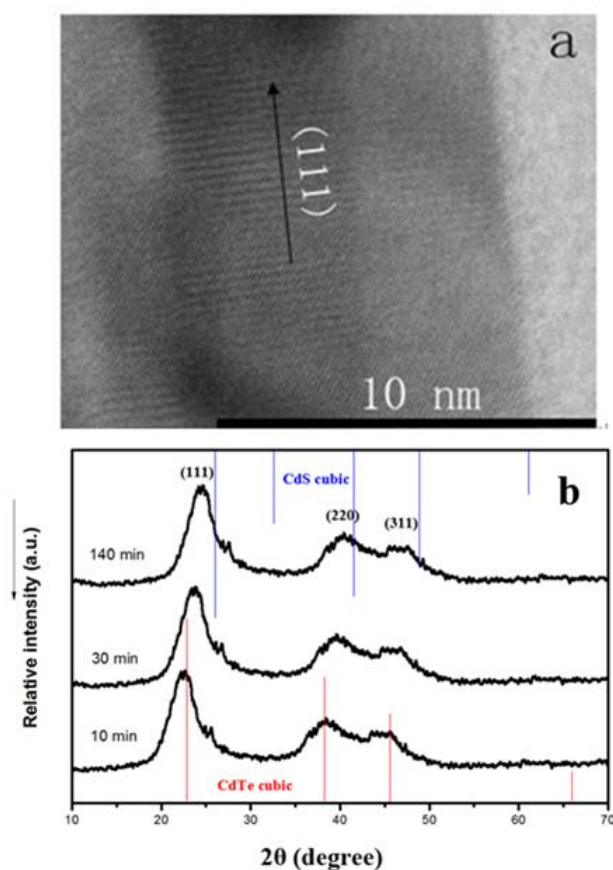 a
(111)
10 nm
b
CdS cubic
(111)
(220)
(311)
140 min
30 min
10 min
CdTe cubic
Relative intensity (a.u.)
10 20 30 40 50 60 70
2θ (degree)